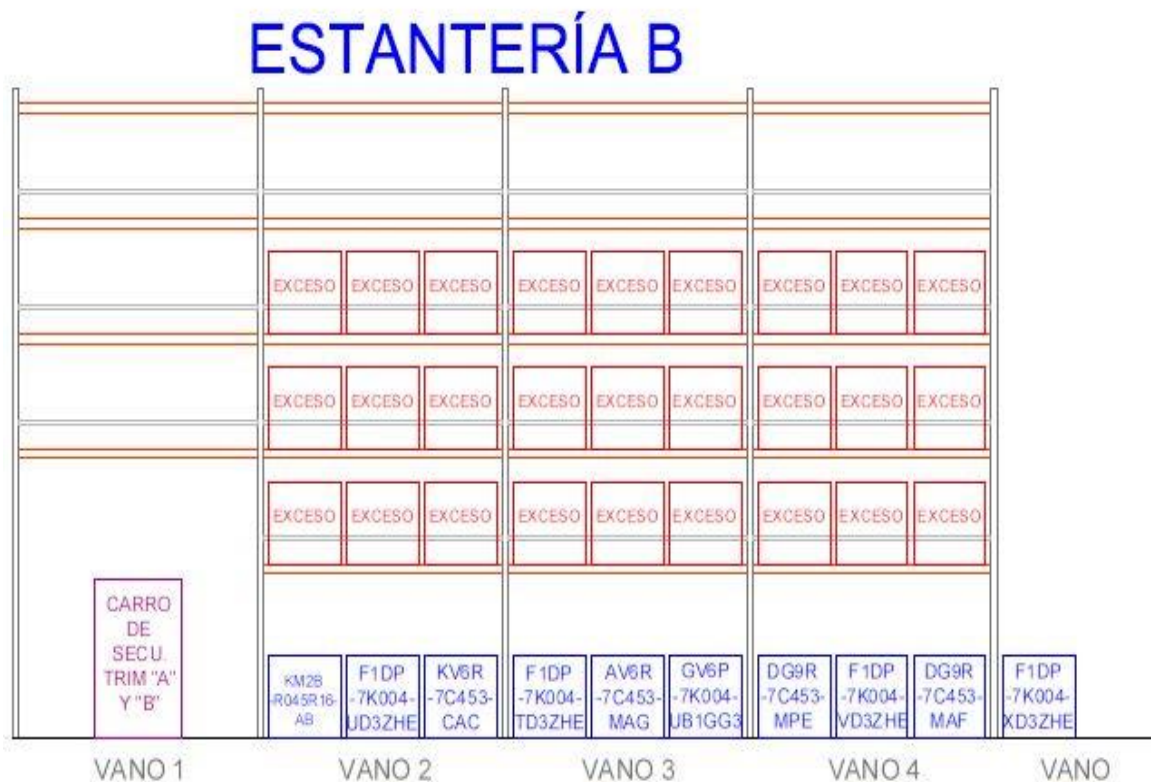 ESTANTERÍA B
EXCESO EXCESO EXCESO EXCESO EXCESO EXCESO EXCESO EXCESO EXCESO
EXCESO EXCESO EXCESO EXCESO EXCESO EXCESO EXCESO EXCESO EXCESO
EXCESO EXCESO EXCESO EXCESO EXCESO EXCESO EXCESO EXCESO EXCESO
CARRO
DE
SECU.
TRIM "A"
Y "B"
KM2B
-R045R16-
AB
F1DP
-7K004-
UD3ZHE
KV6R
-7C453-
CAC
F1DP
-7K004-
TD3ZHE
AV6R
-7C453-
MAG
GV6P
-7K004-
UB1GG3
DG9R
-7C453-
MPE
F1DP
-7K004-
VD3ZHE
DG9R
-7C453-
MAF
F1DP
-7K004-
XD3ZHE
VANO 1 VANO 2 VANO 3 VANO 4 VANO